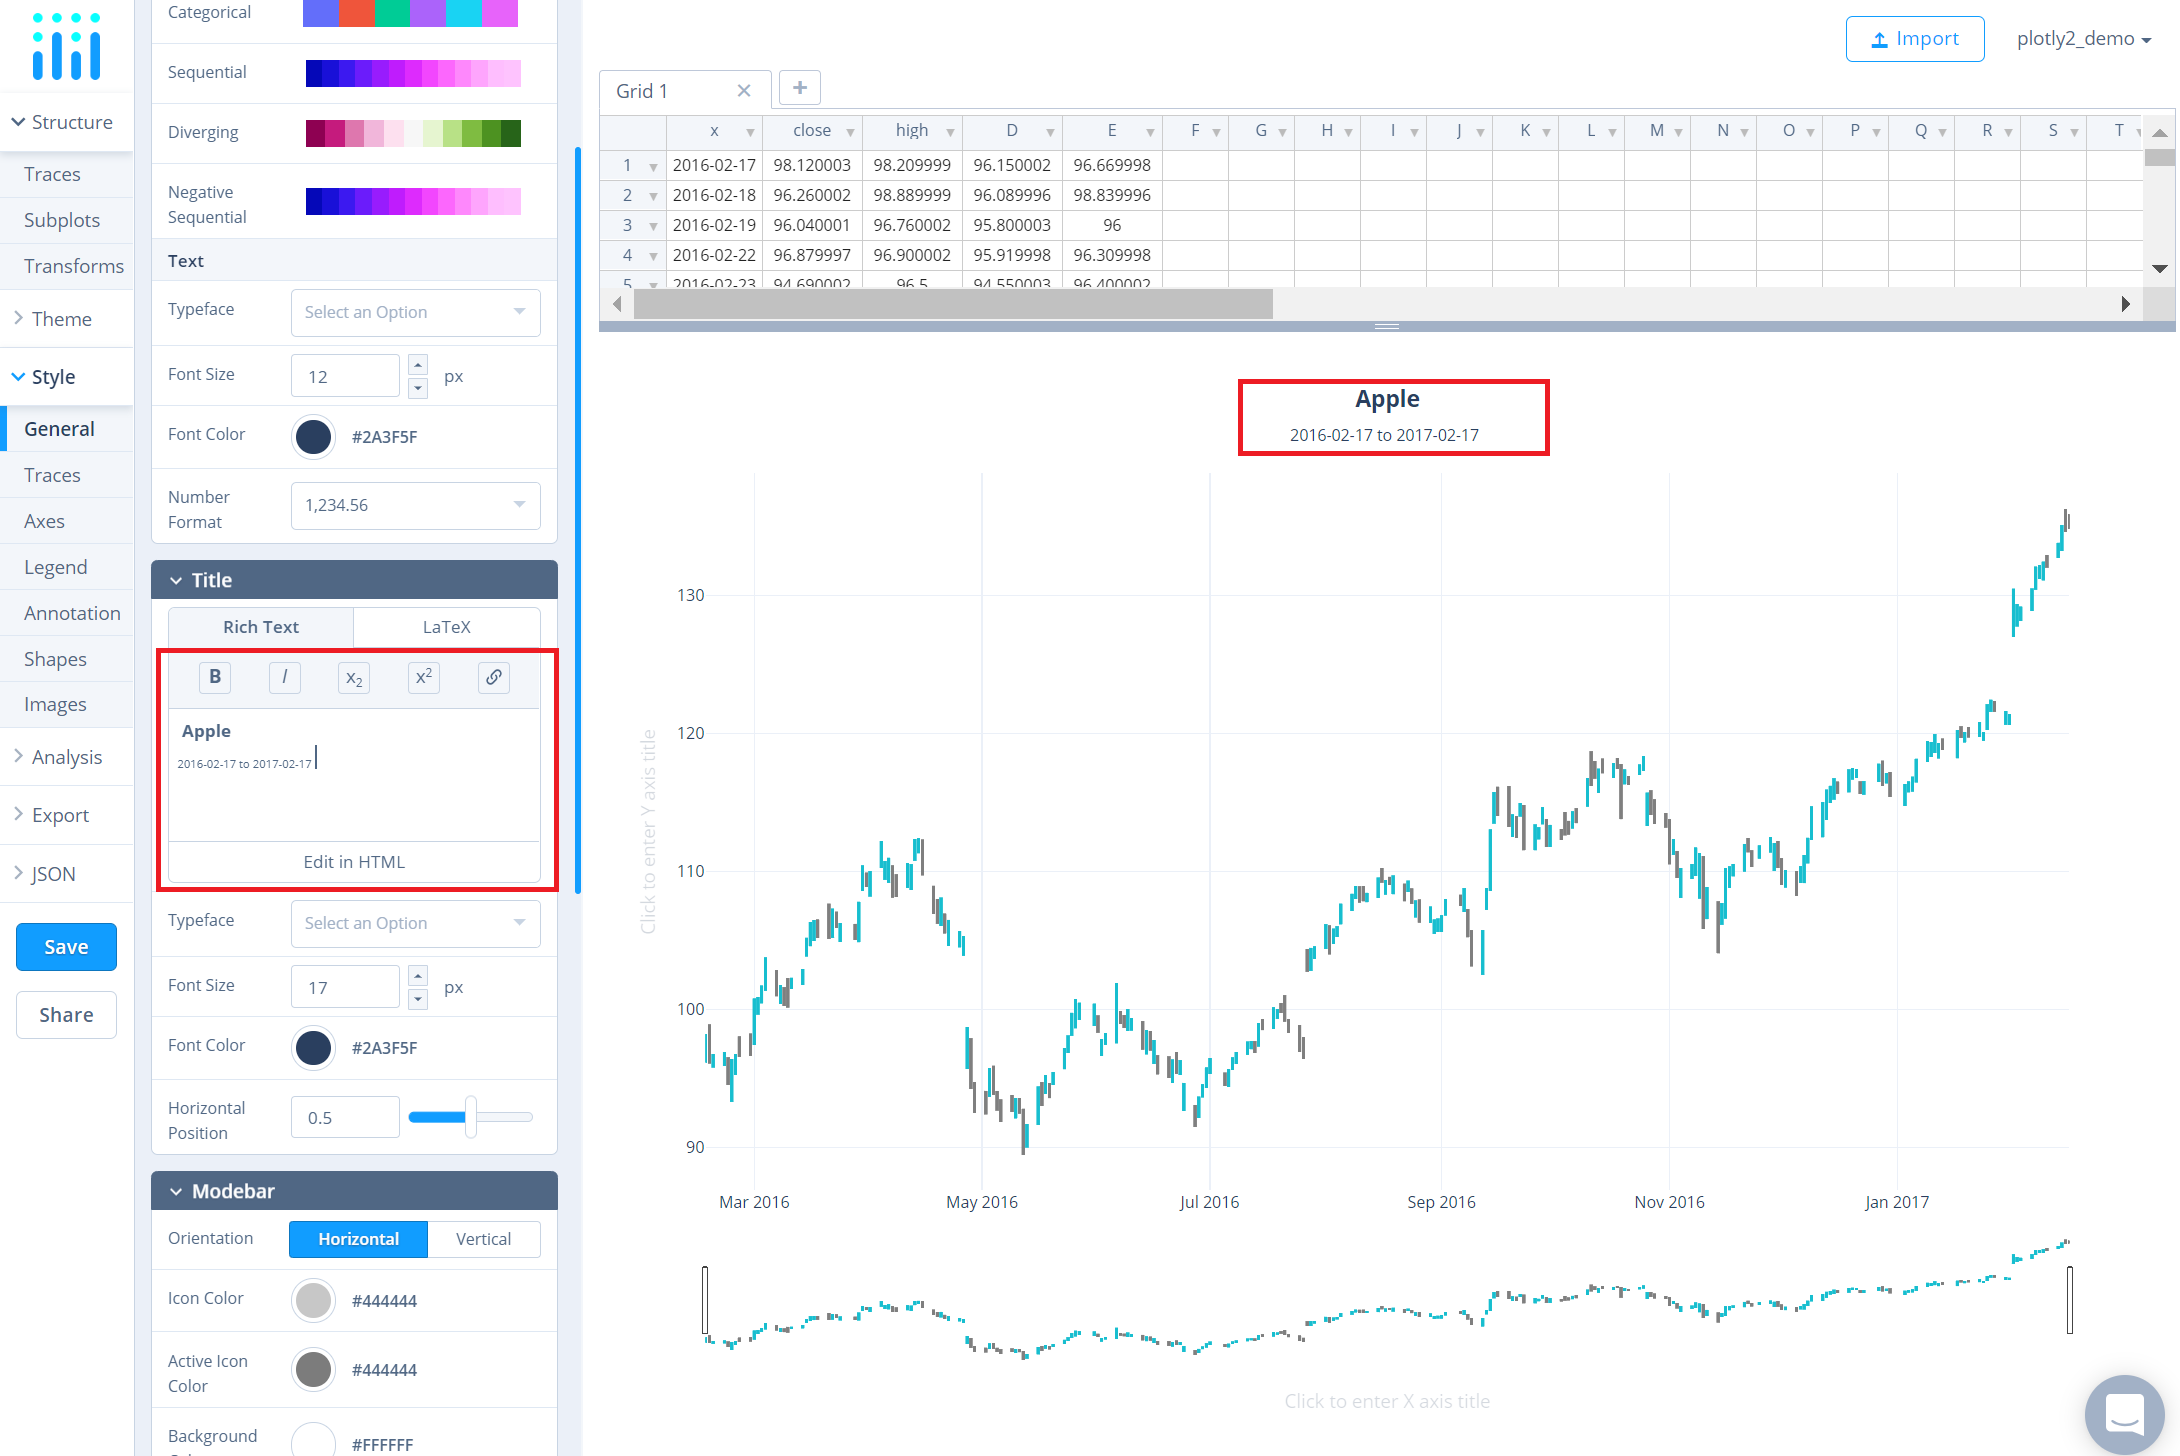 Import
plotly2_demo
Structure
Traces
Subplots
Transforms
Theme
Style
General
Traces
Axes
Legend
Annotation
Shapes
Images
Analysis
Export
JSON
Save
Share
Categorical
Sequential
Diverging
Negative
Sequential
Text
Typeface Select an Option
Font Size 12 px
Font Color #2A3F5F
Number
Format
1,234.56
Title
Rich Text LaTeX
B I x2 x2
Apple
2016-02-17 to 2017-02-17
Edit in HTML
Typeface Select an Option
Font Size 17 px
Font Color #2A3F5F
Horizontal
Position
0.5
Modebar
Orientation Horizontal Vertical
Icon Color #444444
Active Icon
Color
#444444
Background
#FFFFFF
Grid 1
x close high D E F G H I J K L M N O P Q R S T
1 2016-02-17 98.120003 98.209999 96.150002 96.669998
2 2016-02-18 96.260002 98.889999 96.089996 98.839996
3 2016-02-19 96.040001 96.760002 95.800003 96
4 2016-02-22 96.879997 96.900002 95.919998 96.309998
5 2016-02-23 94.690002 96.5 94.550003 96.400002
Apple
2016-02-17 to 2017-02-17
130
120
110
100
90
Click to enter Y axis title
Mar 2016 May 2016 Jul 2016 Sep 2016 Nov 2016 Jan 2017
Click to enter X axis title